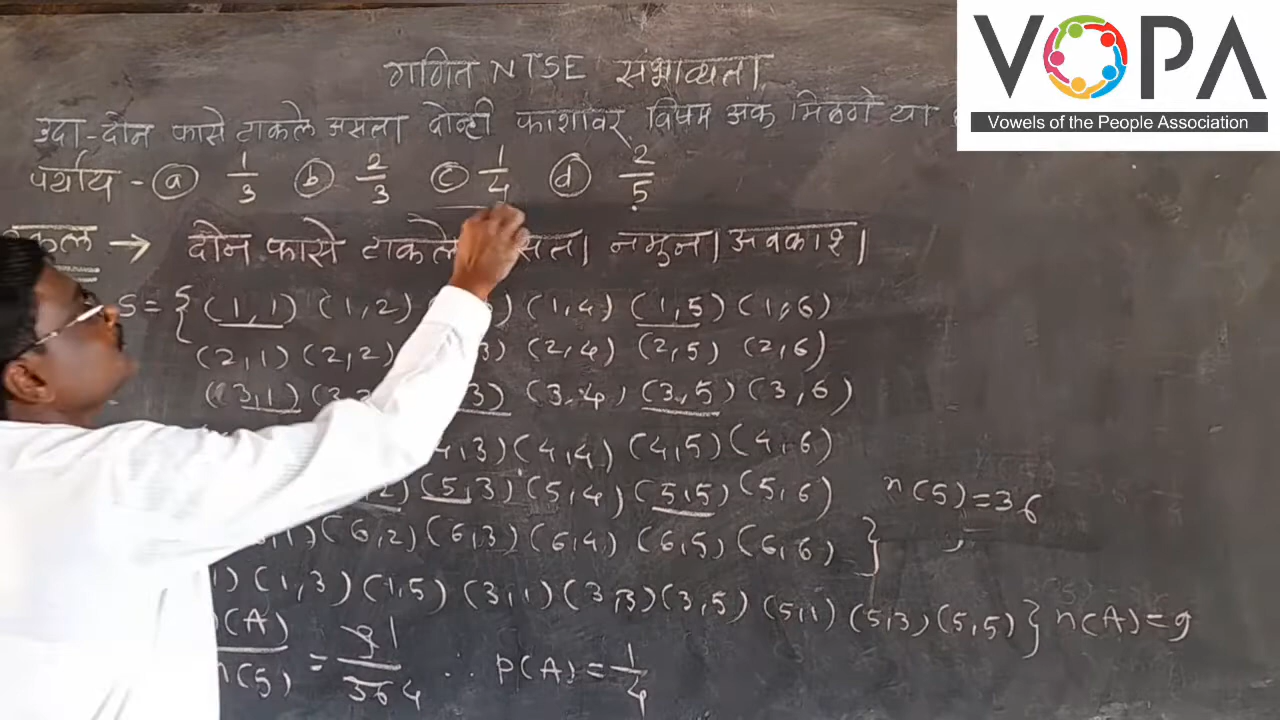 VOPA
Vowels of the People Association
गणित NTSE संभाव्यता
उदा-दोन फासे टाकले असता दोन्ही फाशांवर विषम अंक मिळणे या
पर्याय - ⓐ 1/3 ⓑ 2/3 ⓒ 1/4 ⓓ 2/5
उकल → दोन फासे टाकले असता नमुना अवकाश
S = { (1,1) (1,2) (1,4) (1,5) (1,6)
(2,1) (2,2) (2,4) (2,5) (2,6)
(3,1) (3,4) (3,5) (3,6)
4,3) (4,4) (4,5) (4,6)
(5,3) (5,4) (5,5) (5,6) n(S)=36
(6,2) (6,3) (6,4) (6,5) (6,6) }
(1,3) (1,5) (3,1) (3,3) (3,5) (5,1) (5,3) (5,5) } n(A)=9
n(A)/n(S) = 9 1/36 4 ∴ P(A) = 1/4